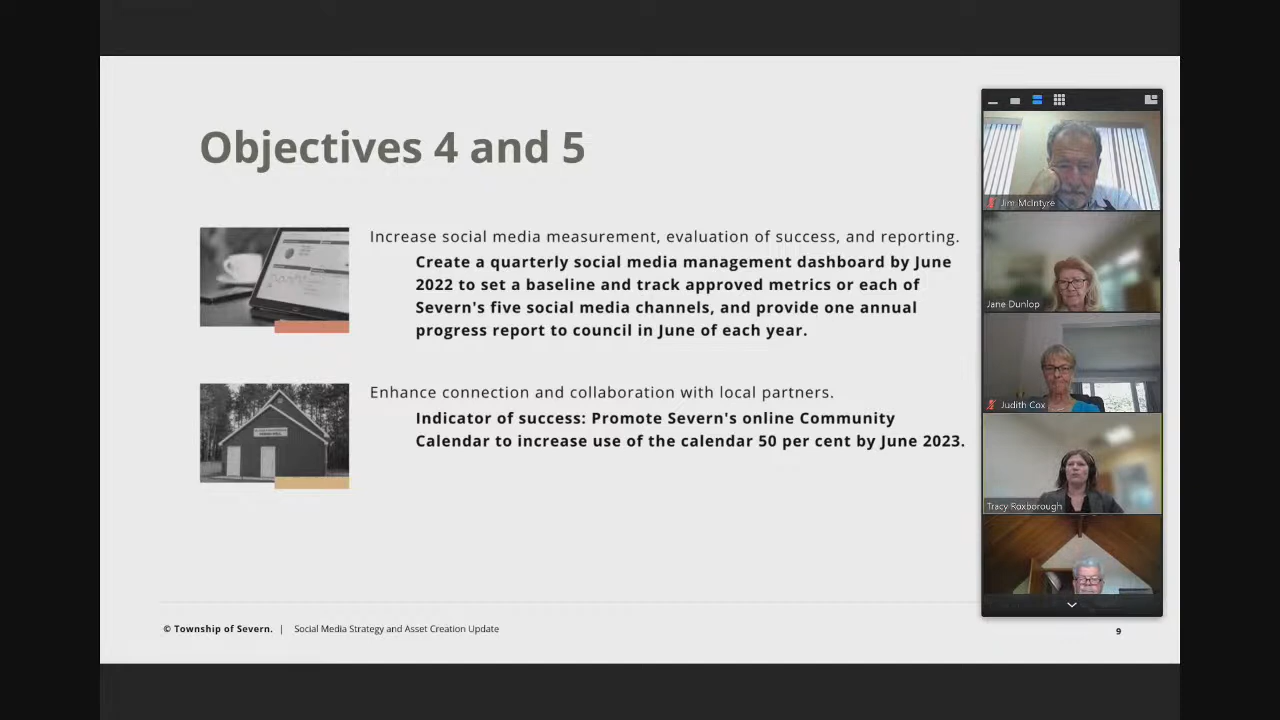 Objectives 4 and 5
Increase social media measurement, evaluation of success, and reporting.
Create a quarterly social media management dashboard by June
2022 to set a baseline and track approved metrics or each of
Severn's five social media channels, and provide one annual
progress report to council in June of each year.
Enhance connection and collaboration with local partners.
Indicator of success: Promote Severn's online Community
Calendar to increase use of the calendar 50 per cent by June 2023.
© Township of Severn. | Social Media Strategy and Asset Creation Update
9
Jim McIntyre
Jane Dunlop
Judith Cox
Tracy Roxborough